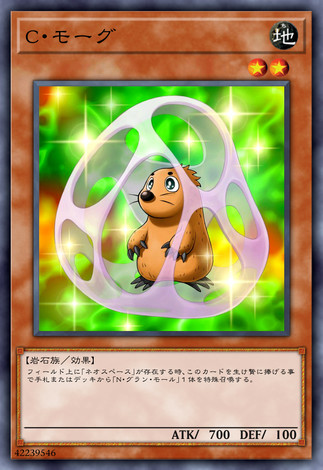 C・モーグ
地
【岩石族／効果】
フィールド上に「ネオスペース」が存在する時、このカードを生け贄に捧げる事
で手札またはデッキから「N・グラン・モール」１体を特殊召喚する。
ATK/ 700 DEF/ 100
42239546